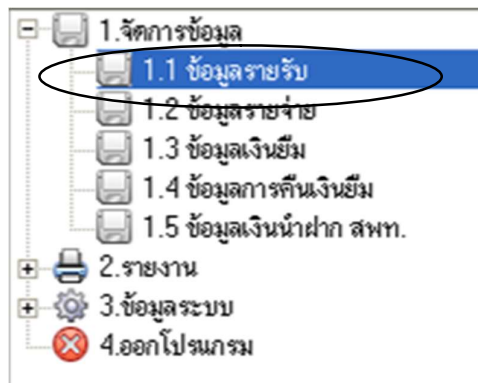 1.จัดการข้อมูล
1.1 ข้อมูลรายรับ
1.2 ข้อมูลรายจ่าย
1.3 ข้อมูลเงินยืม
1.4 ข้อมูลการคืนเงินยืม
1.5 ข้อมูลเงินนำฝาก สพท.
2.รายงาน
3.ข้อมูลระบบ
4.ออกโปรแกรม